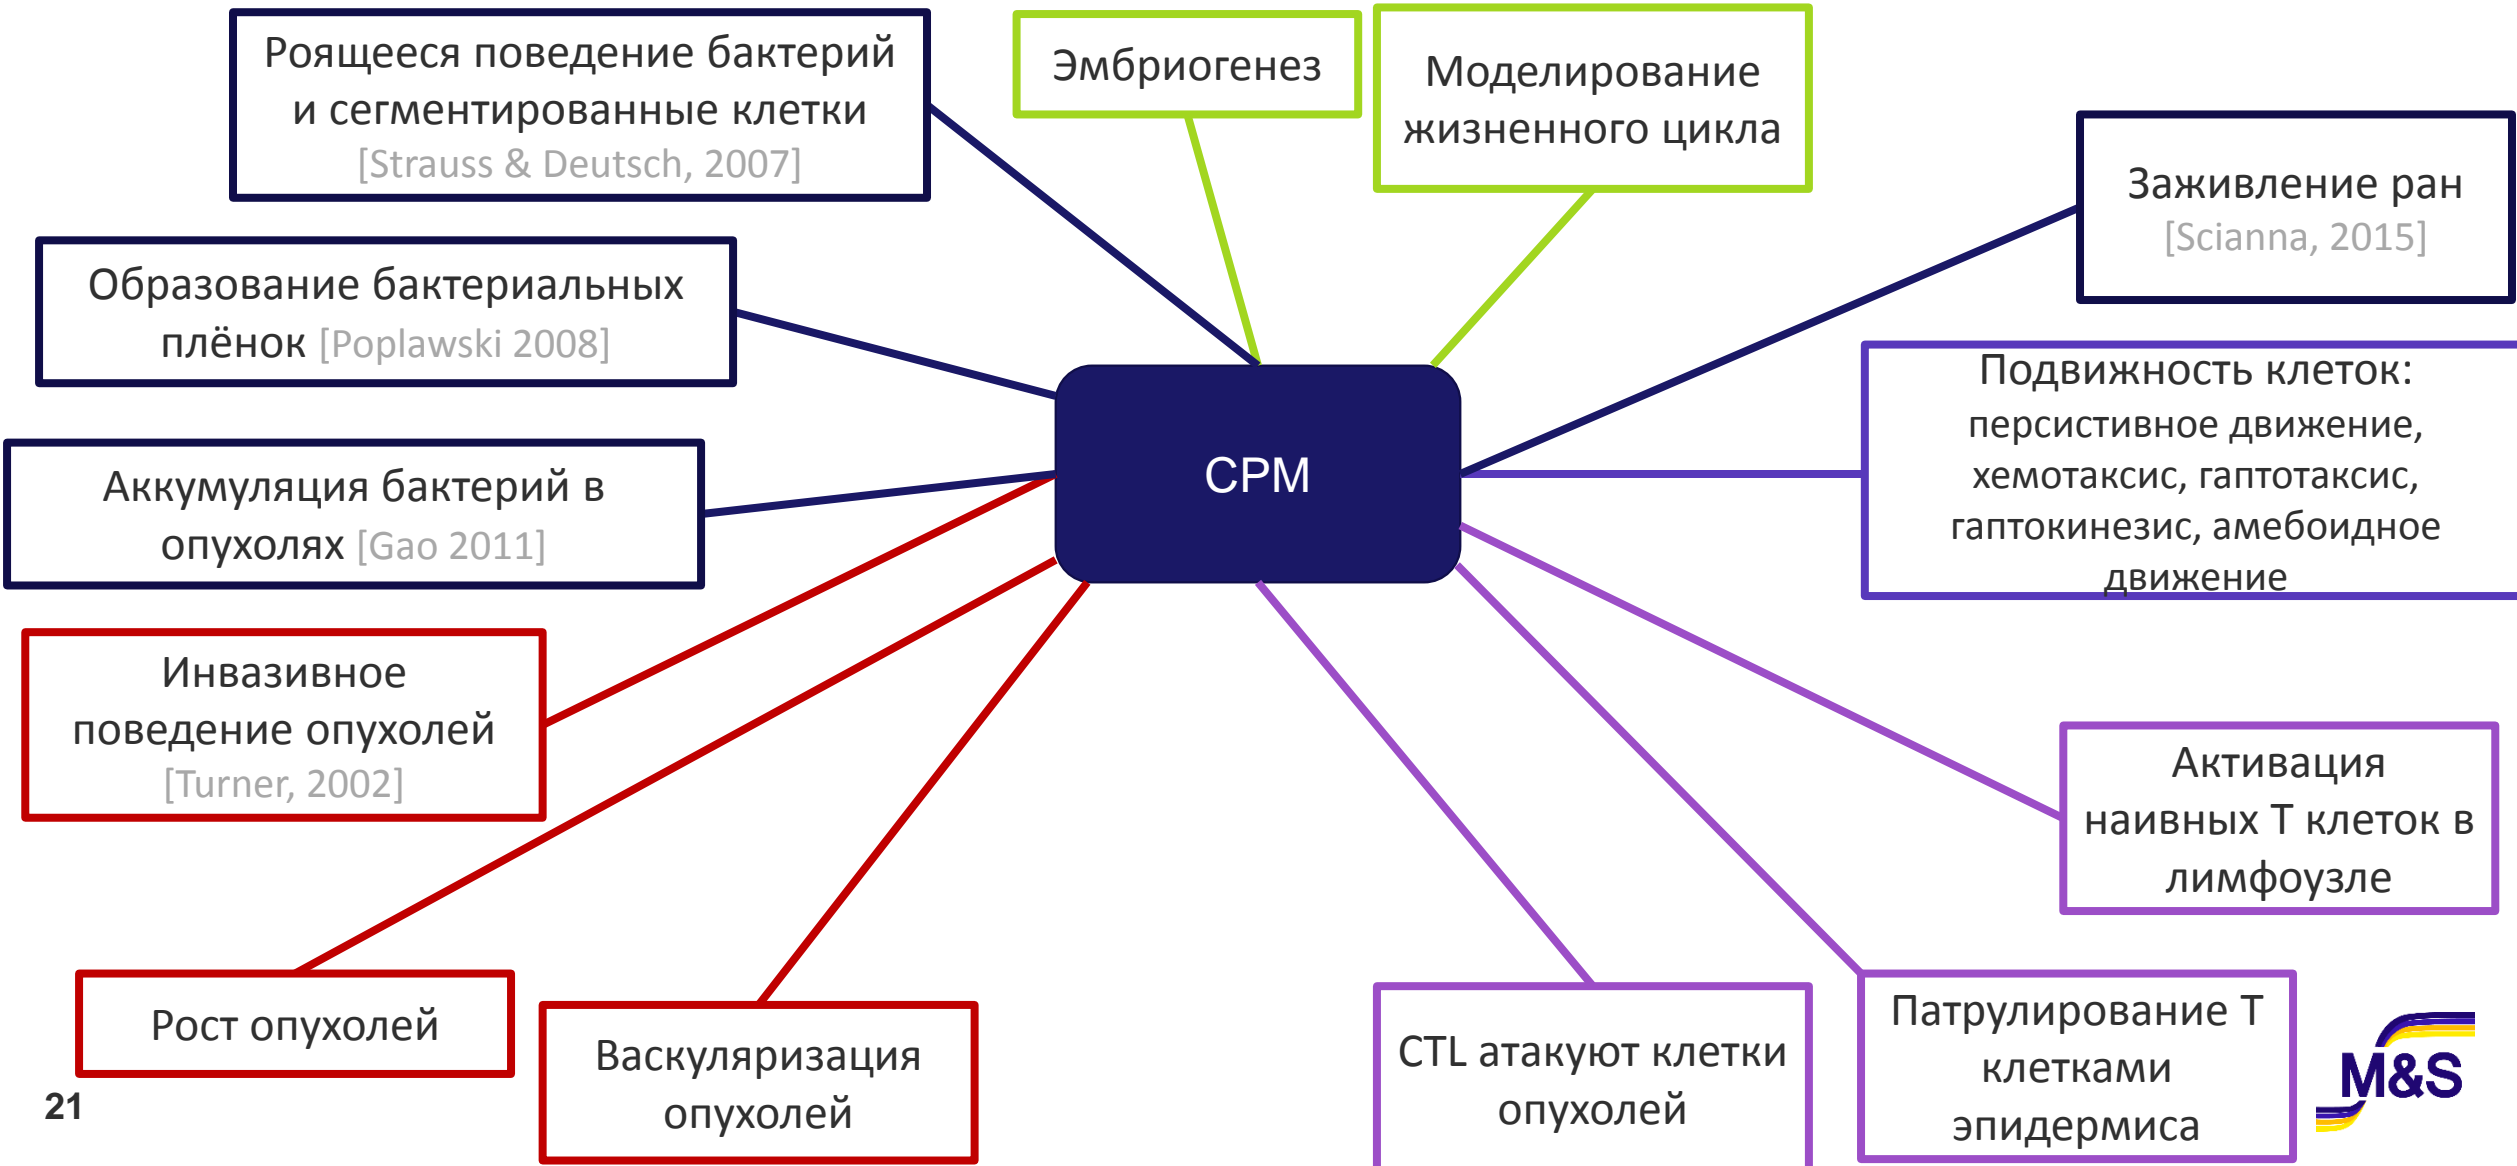 Роящееся поведение бактерий
и сегментированные клетки
[Strauss & Deutsch, 2007]
Эмбриогенез
Моделирование
жизненного цикла
Заживление ран
[Scianna, 2015]
Образование бактериальных
плёнок [Poplawski 2008]
Подвижность клеток:
персистивное движение,
хемотаксис, гаптотаксис,
гаптокинезис, амебоидное
движение
CPM
Аккумуляция бактерий в
опухолях [Gao 2011]
Инвазивное
поведение опухолей
[Turner, 2002]
Активация
наивных Т клеток в
лимфоузле
Рост опухолей
Васкуляризация
опухолей
CTL атакуют клетки
опухолей
Патрулирование Т
клетками
эпидермиса
M&S
21